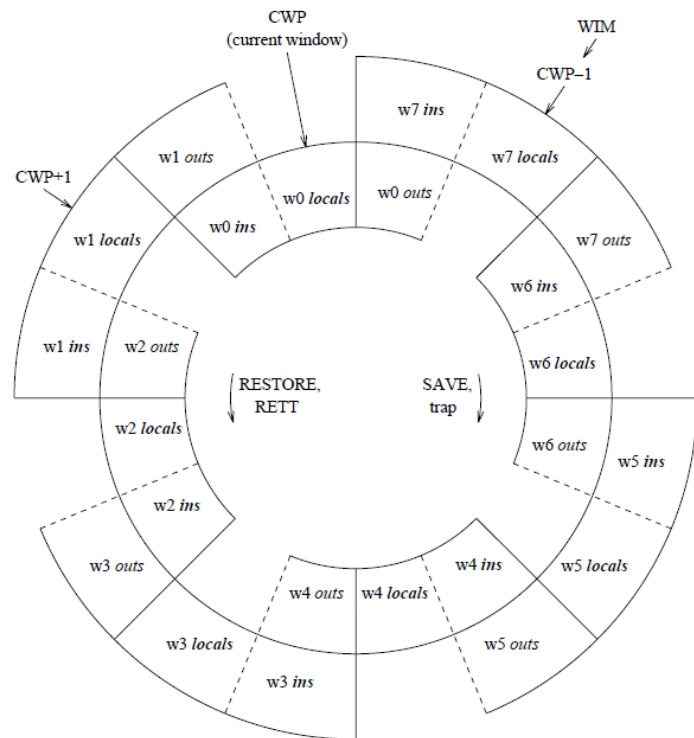 CWP
(current window)
WIM
CWP–1
w7 ins
w1 outs
w7 locals
CWP+1
w0 locals
w0 outs
w0 ins
w7 outs
w1 locals
w6 ins
w1 ins
w2 outs
w6 locals
RESTORE,
RETT
SAVE,
trap
w2 locals
w6 outs
w5 ins
w2 ins
w4 ins
w3 outs
w5 locals
w4 outs
w4 locals
w3 locals
w5 outs
w3 ins